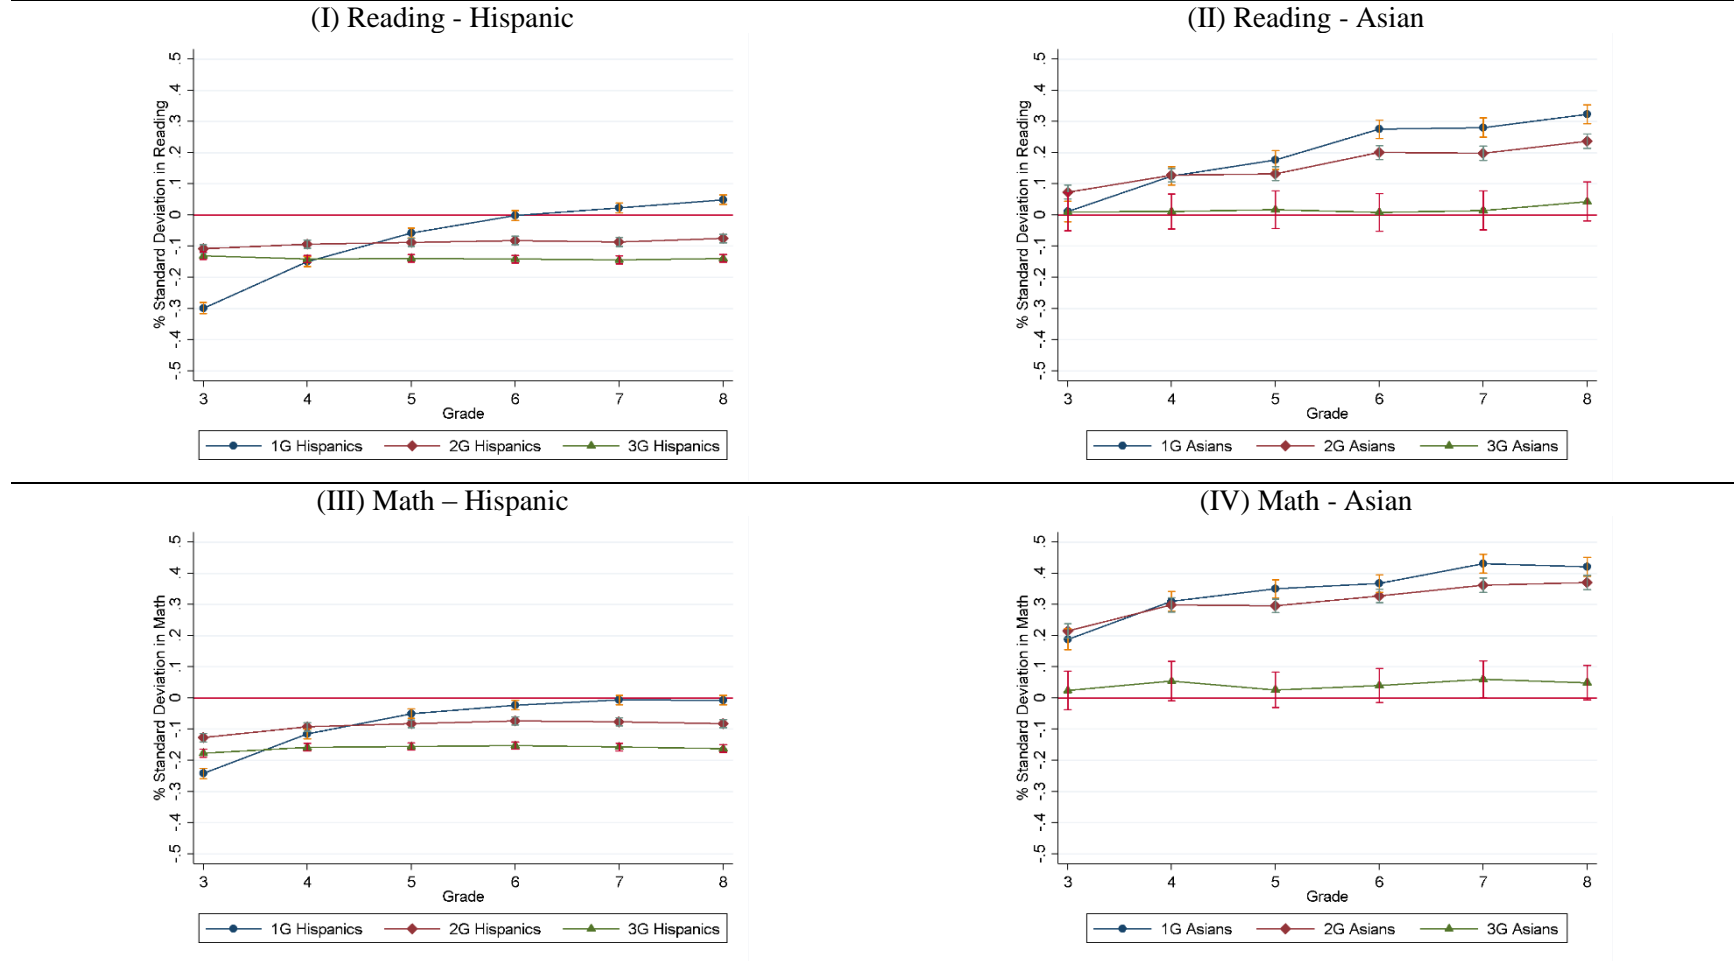 (I) Reading - Hispanic
% Standard Deviation in Reading
.5
.4
.3
.2
.1
0
-.1
-.2
-.3
-.4
-.5
3 4 5 6 7 8
Grade
1G Hispanics 2G Hispanics 3G Hispanics
(II) Reading - Asian
% Standard Deviation in Reading
.5
.4
.3
.2
.1
0
-.1
-.2
-.3
-.4
-.5
3 4 5 6 7 8
Grade
1G Asians 2G Asians 3G Asians
(III) Math – Hispanic
% Standard Deviation in Math
.5
.4
.3
.2
.1
0
-.1
-.2
-.3
-.4
-.5
3 4 5 6 7 8
Grade
1G Hispanics 2G Hispanics 3G Hispanics
(IV) Math - Asian
% Standard Deviation in Math
.5
.4
.3
.2
.1
0
-.1
-.2
-.3
-.4
-.5
3 4 5 6 7 8
Grade
1G Asians 2G Asians 3G Asians